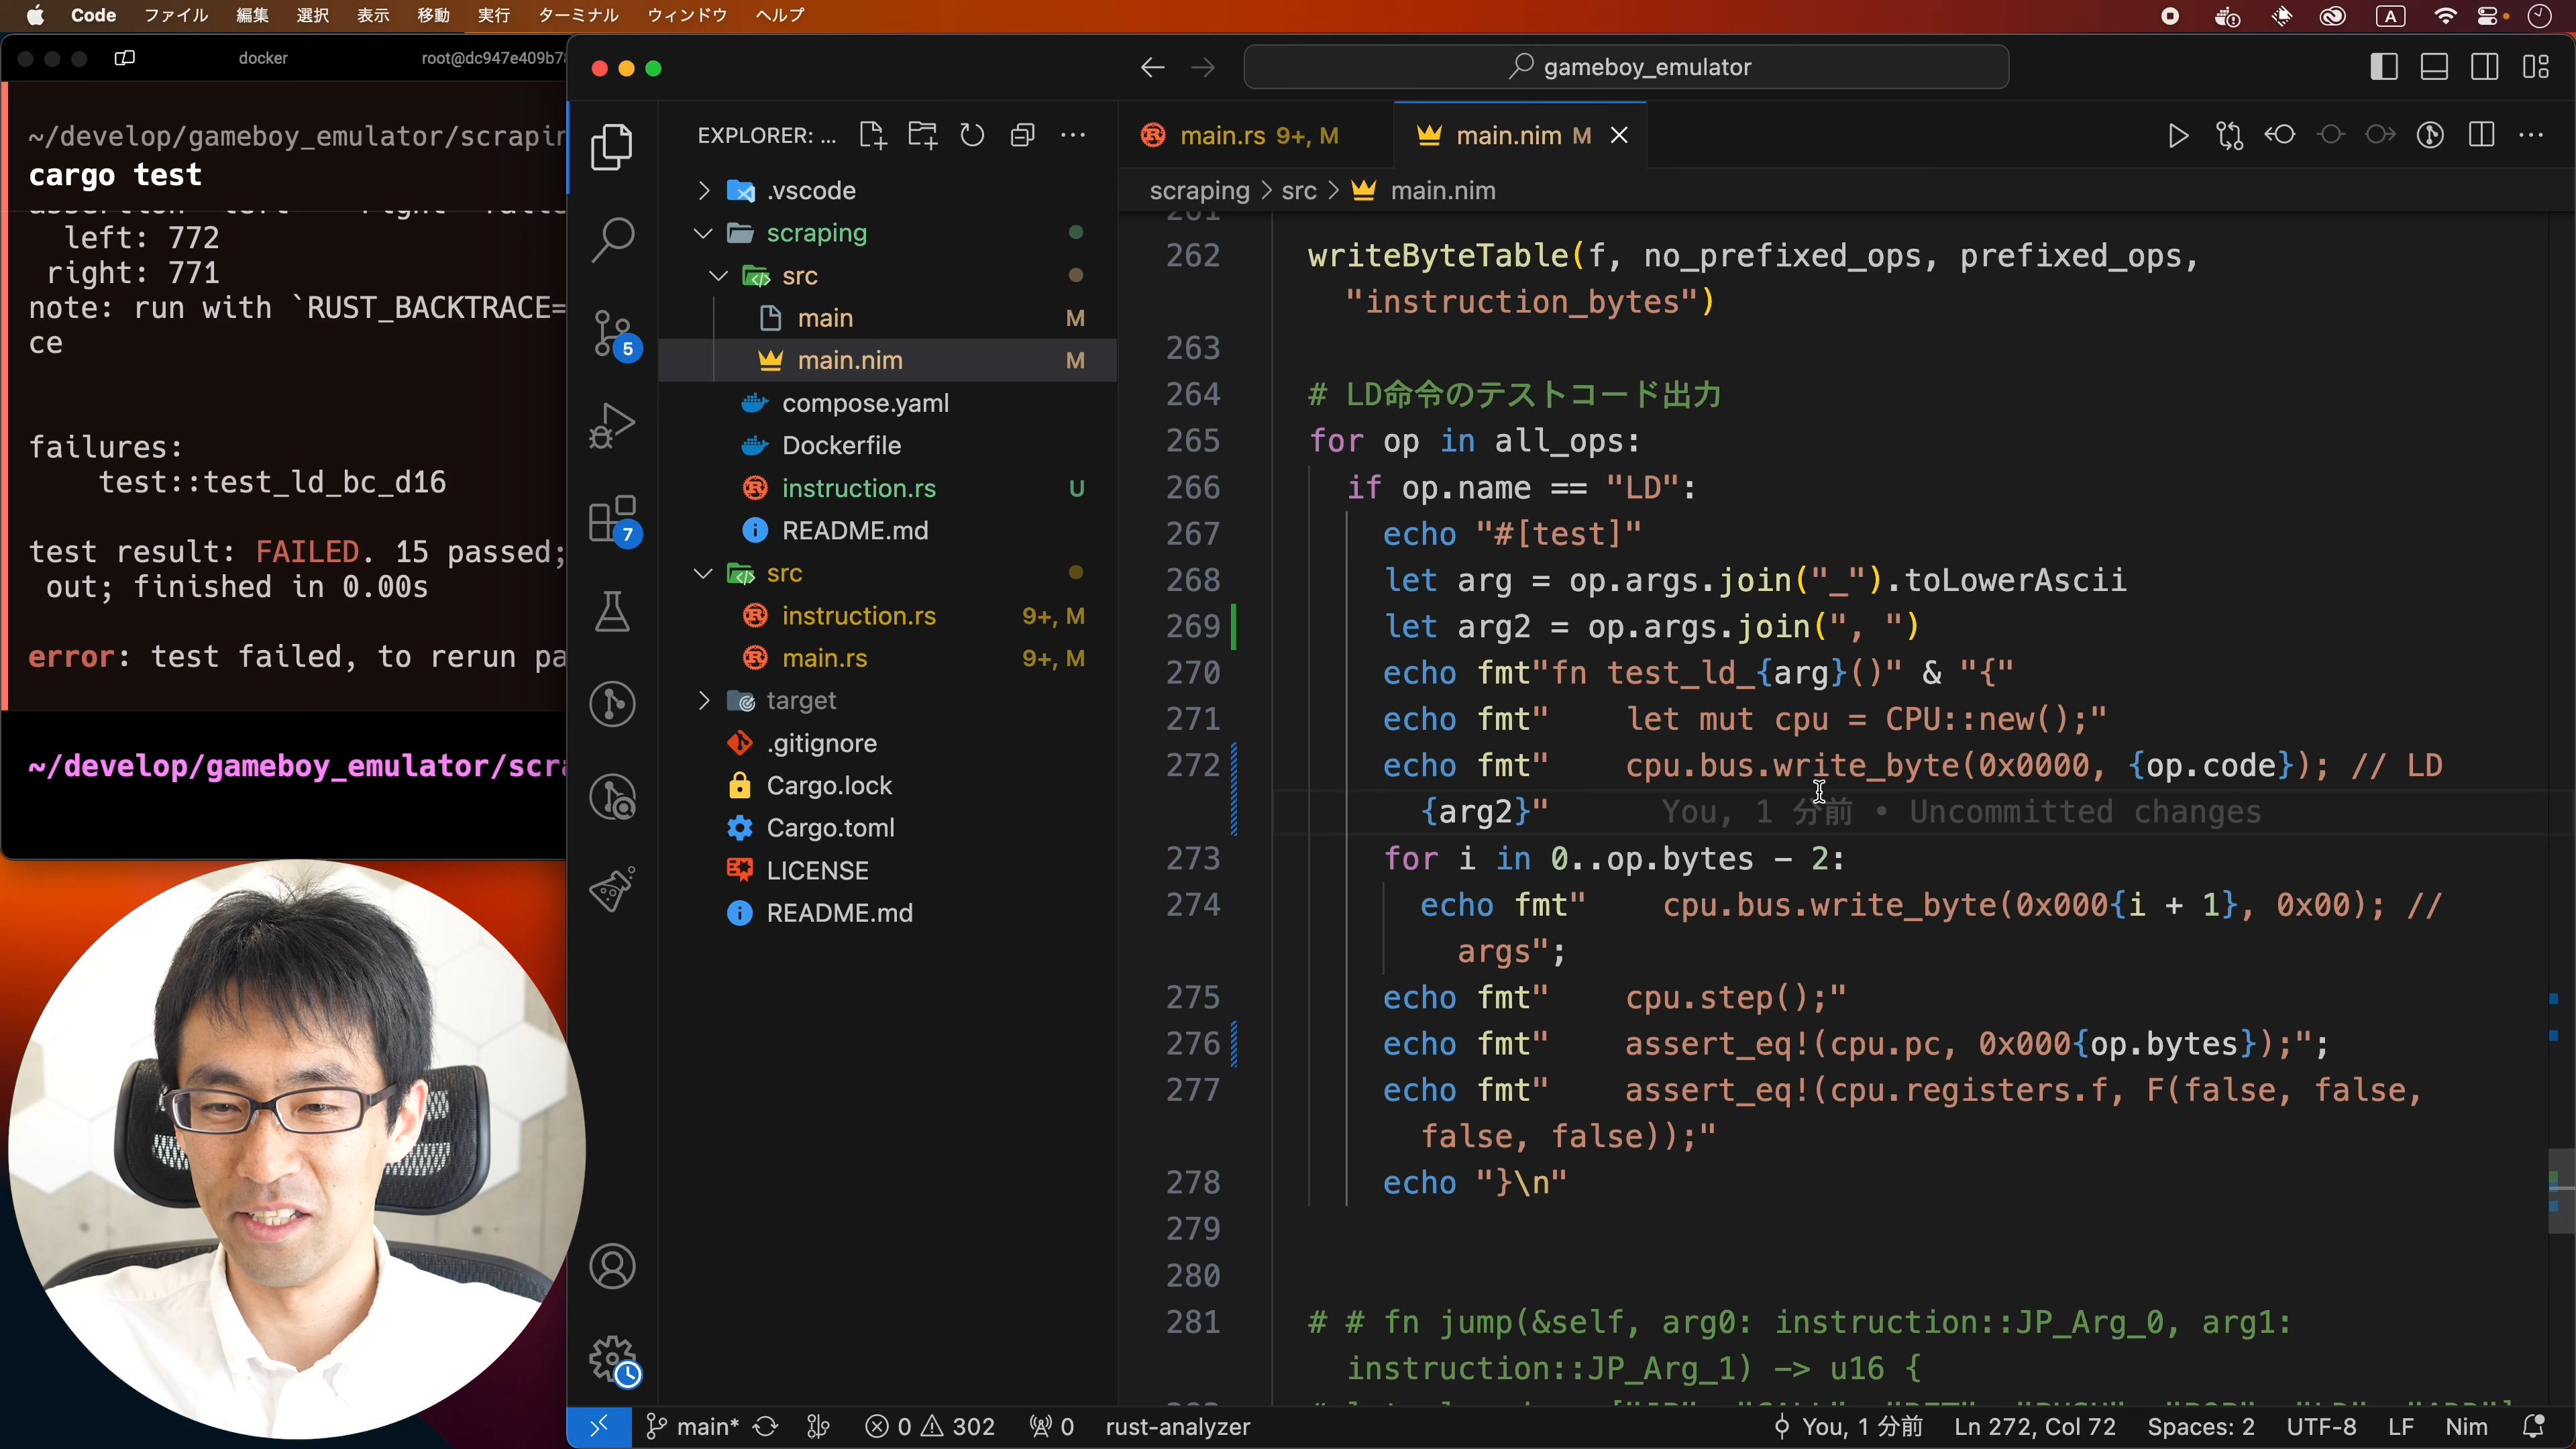 Code ファイル 編集 選択 表示 移動 実行 ターミナル ウィンドウ ヘルプ
A
docker
root@dc947e409b7
~/develop/gameboy_emulator/scrapin
cargo test
left: 772
right: 771
note: run with `RUST_BACKTRACE=
ce
failures:
test::test_ld_bc_d16
test result: FAILED. 15 passed;
out; finished in 0.00s
error: test failed, to rerun pa
~/develop/gameboy_emulator/scra
gameboy_emulator
EXPLORER: ...
.vscode
scraping
src
main M
main.nim M
compose.yaml
Dockerfile
instruction.rs U
README.md
src
instruction.rs 9+, M
main.rs 9+, M
target
.gitignore
Cargo.lock
Cargo.toml
LICENSE
README.md
5
7
main.rs 9+, M
main.nim M
scraping > src > main.nim
261
262 writeByteTable(f, no_prefixed_ops, prefixed_ops,
"instruction_bytes")
263
264 # LD命令のテストコード出力
265 for op in all_ops:
266 if op.name == "LD":
267 echo "#[test]"
268 let arg = op.args.join("_").toLowerAscii
269 let arg2 = op.args.join(", ")
270 echo fmt"fn test_ld_{arg}()" & "{"
271 echo fmt"    let mut cpu = CPU::new();"
272 echo fmt"    cpu.bus.write_byte(0x0000, {op.code}); // LD
{arg2}" You, 1 分前 • Uncommitted changes
273 for i in 0..op.bytes - 2:
274 echo fmt"    cpu.bus.write_byte(0x000{i + 1}, 0x00); //
args";
275 echo fmt"    cpu.step();"
276 echo fmt"    assert_eq!(cpu.pc, 0x000{op.bytes});";
277 echo fmt"    assert_eq!(cpu.registers.f, F(false, false,
false, false));"
278 echo "}\n"
279
280
281 # # fn jump(&self, arg0: instruction::JP_Arg_0, arg1:
instruction::JP_Arg_1) -> u16 {
main* 0 302 0 rust-analyzer You, 1 分前 Ln 272, Col 72 Spaces: 2 UTF-8 LF Nim